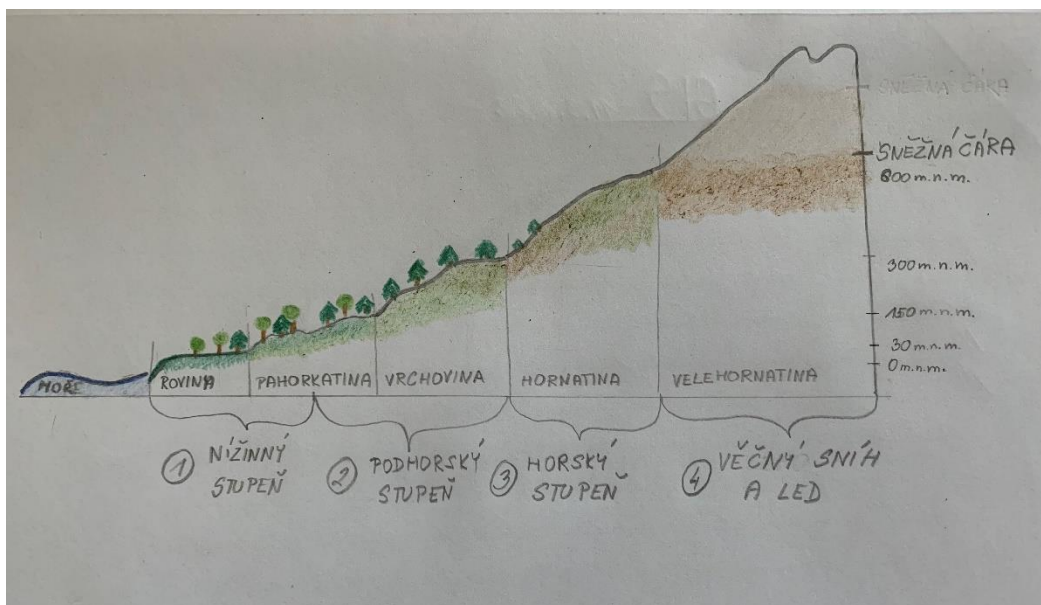 SNĚŽNÁ ČÁRA
SNĚŽNÁ ČÁRA
600 m.n.m.
300 m.n.m.
150 m.n.m.
30 m.n.m.
0 m.n.m.
MOŘE
ROVINA
PAHORKATINA
VRCHOVINA
HORNATINA
VELEHORNATINA
1 NÍŽINNÝ
STUPEŇ
2 PODHORSKÝ
STUPEŇ
3 HORSKÝ
STUPEŇ
4 VĚČNÝ SNÍH
A LED